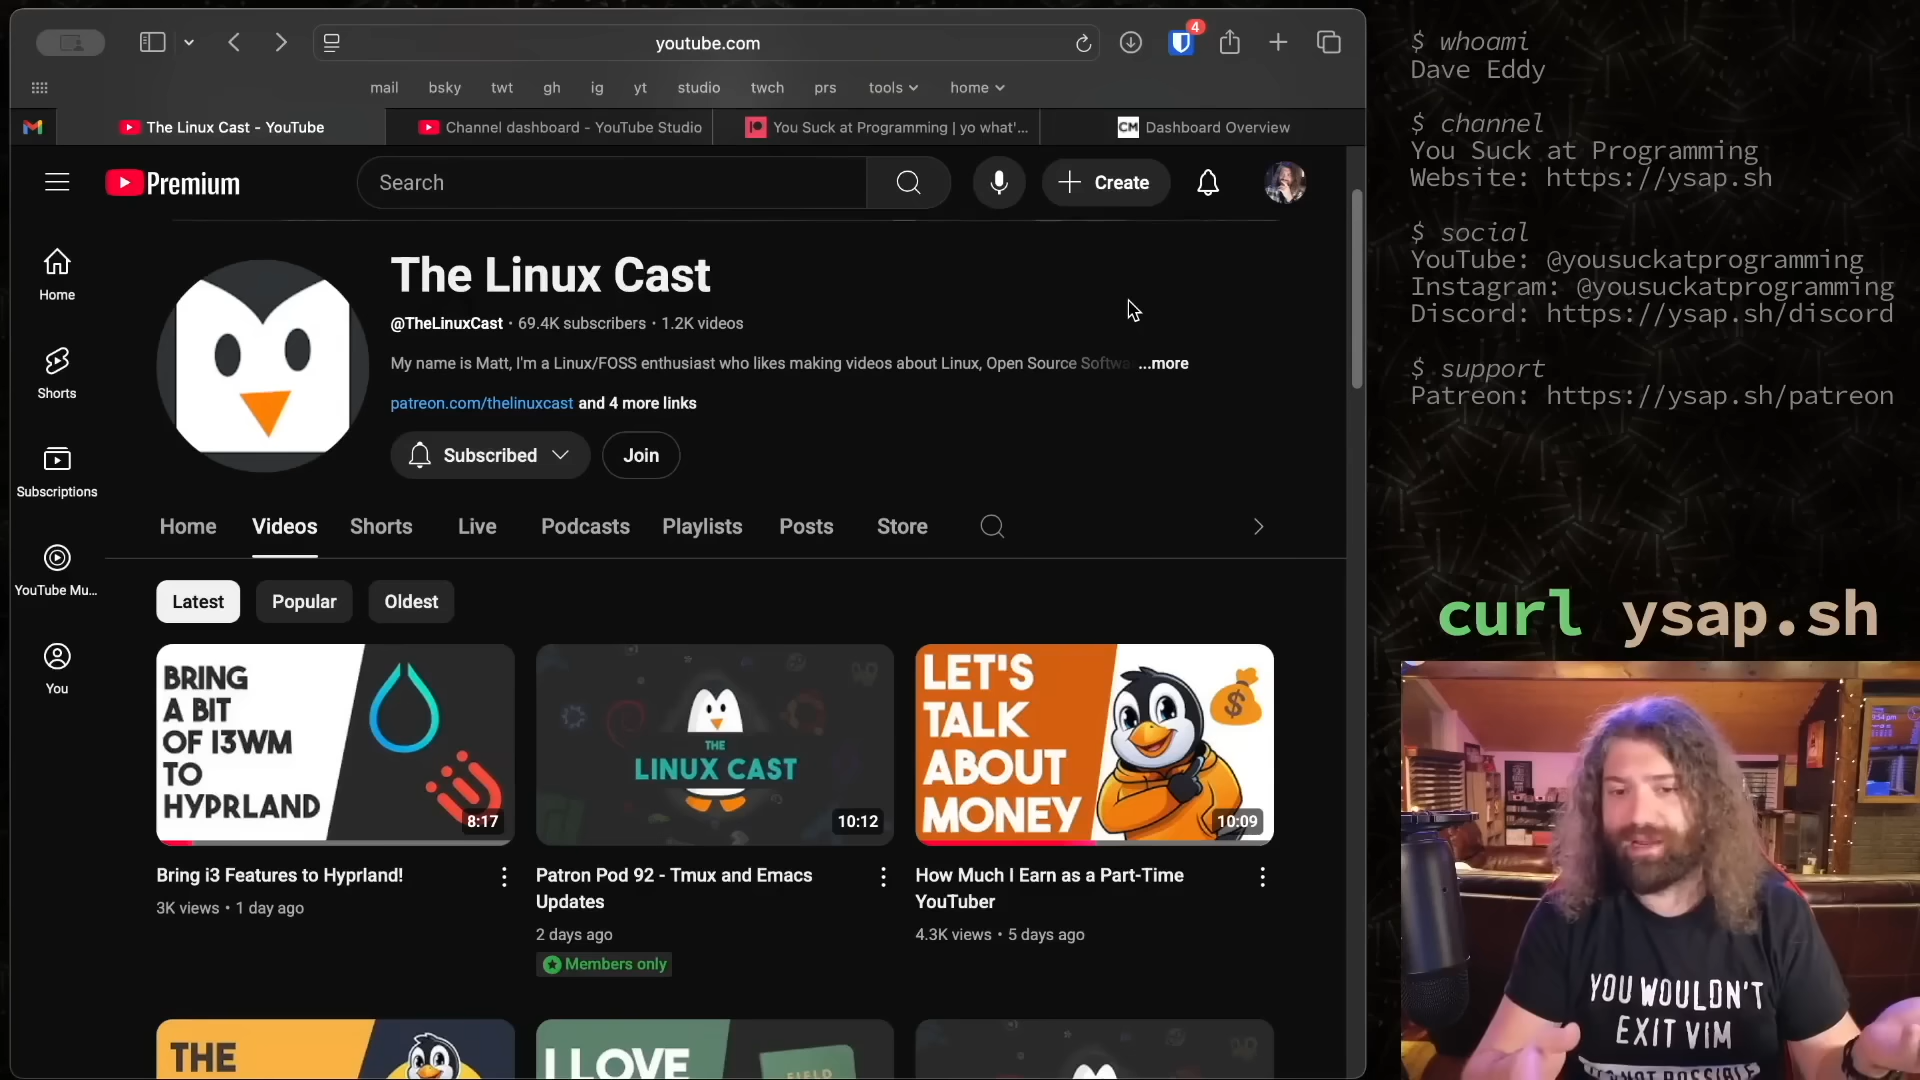 youtube.com
4
mail bsky twt gh ig yt studio twch prs tools home
The Linux Cast - YouTube
Channel dashboard - YouTube Studio
You Suck at Programming | yo what'...
CM Dashboard Overview
Premium
Search
Create
Home
Shorts
Subscriptions
YouTube Mu...
You
The Linux Cast
@TheLinuxCast • 69.4K subscribers • 1.2K videos
My name is Matt, I'm a Linux/FOSS enthusiast who likes making videos about Linux, Open Source Softwa ...more
patreon.com/thelinuxcast and 4 more links
Subscribed
Join
Home Videos Shorts Live Podcasts Playlists Posts Store
Latest Popular Oldest
BRING
A BIT
OF I3WM
TO
HYPRLAND
8:17
Bring i3 Features to Hyprland!
3K views • 1 day ago
THE
LINUX CAST
10:12
Patron Pod 92 - Tmux and Emacs
Updates
2 days ago
Members only
LET'S
TALK
ABOUT
MONEY
$
10:09
How Much I Earn as a Part-Time
YouTuber
4.3K views • 5 days ago
THE
I LOVE
FIELD
$ whoami
Dave Eddy
$ channel
You Suck at Programming
Website: https://ysap.sh
$ social
YouTube: @yousuckatprogramming
Instagram: @yousuckatprogramming
Discord: https://ysap.sh/discord
$ support
Patreon: https://ysap.sh/patreon
curl ysap.sh
YOU WOULDN'T
EXIT VIM